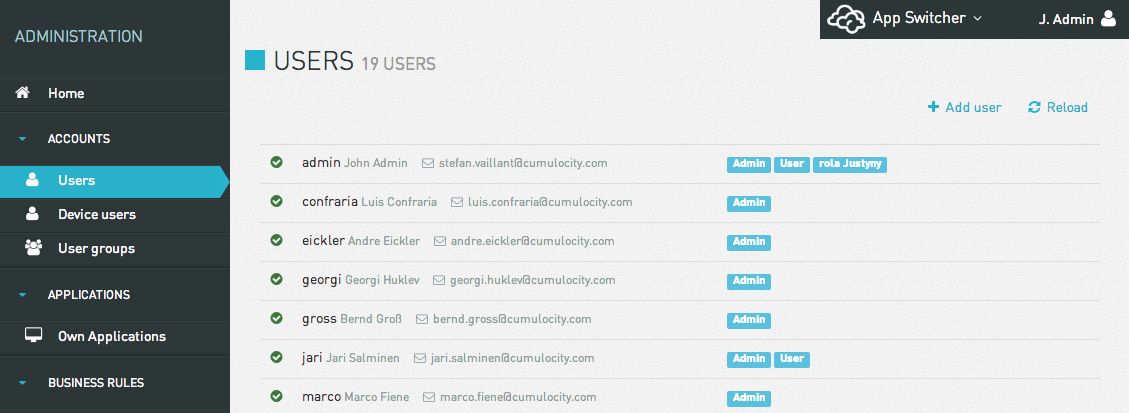 ADMINISTRATION
Home
ACCOUNTS
Users
Device users
User groups
APPLICATIONS
Own Applications
BUSINESS RULES
App Switcher
J. Admin
USERS 19 USERS
Add user
Reload
admin John Admin stefan.vaillant@cumulocity.com Admin User rola Justyny
confraria Luis Confraria luis.confraria@cumulocity.com Admin
eickler Andre Eickler andre.eickler@cumulocity.com Admin
georgi Georgi Huklev georgi.huklev@cumulocity.com Admin
gross Bernd Groß bernd.gross@cumulocity.com Admin
jari Jari Salminen jari.salminen@cumulocity.com Admin User
marco Marco Fiene marco.fiene@cumulocity.com Admin